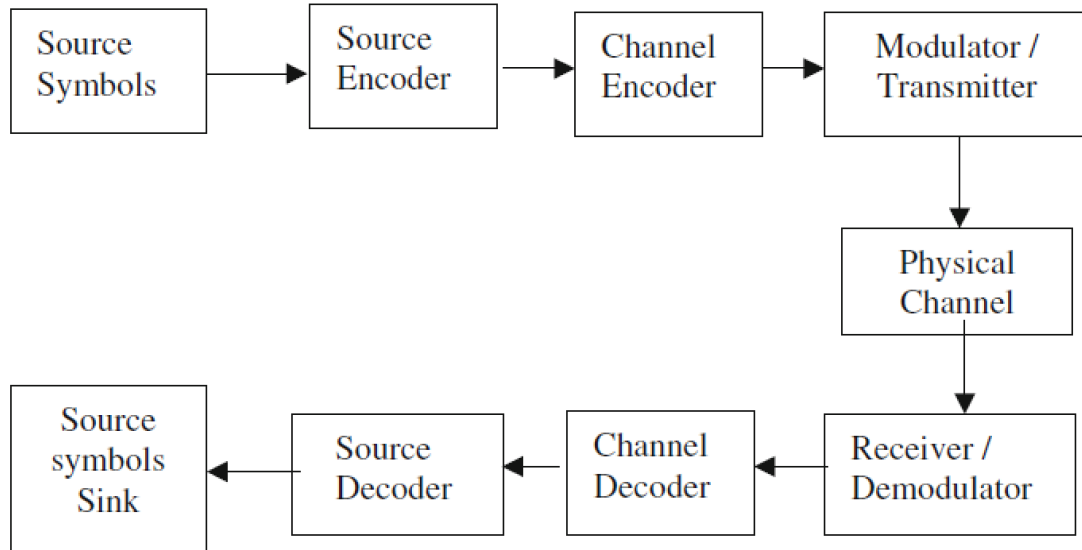 Source
Symbols
Source
Encoder
Channel
Encoder
Modulator /
Transmitter
Physical
Channel
Receiver /
Demodulator
Channel
Decoder
Source
Decoder
Source
symbols
Sink